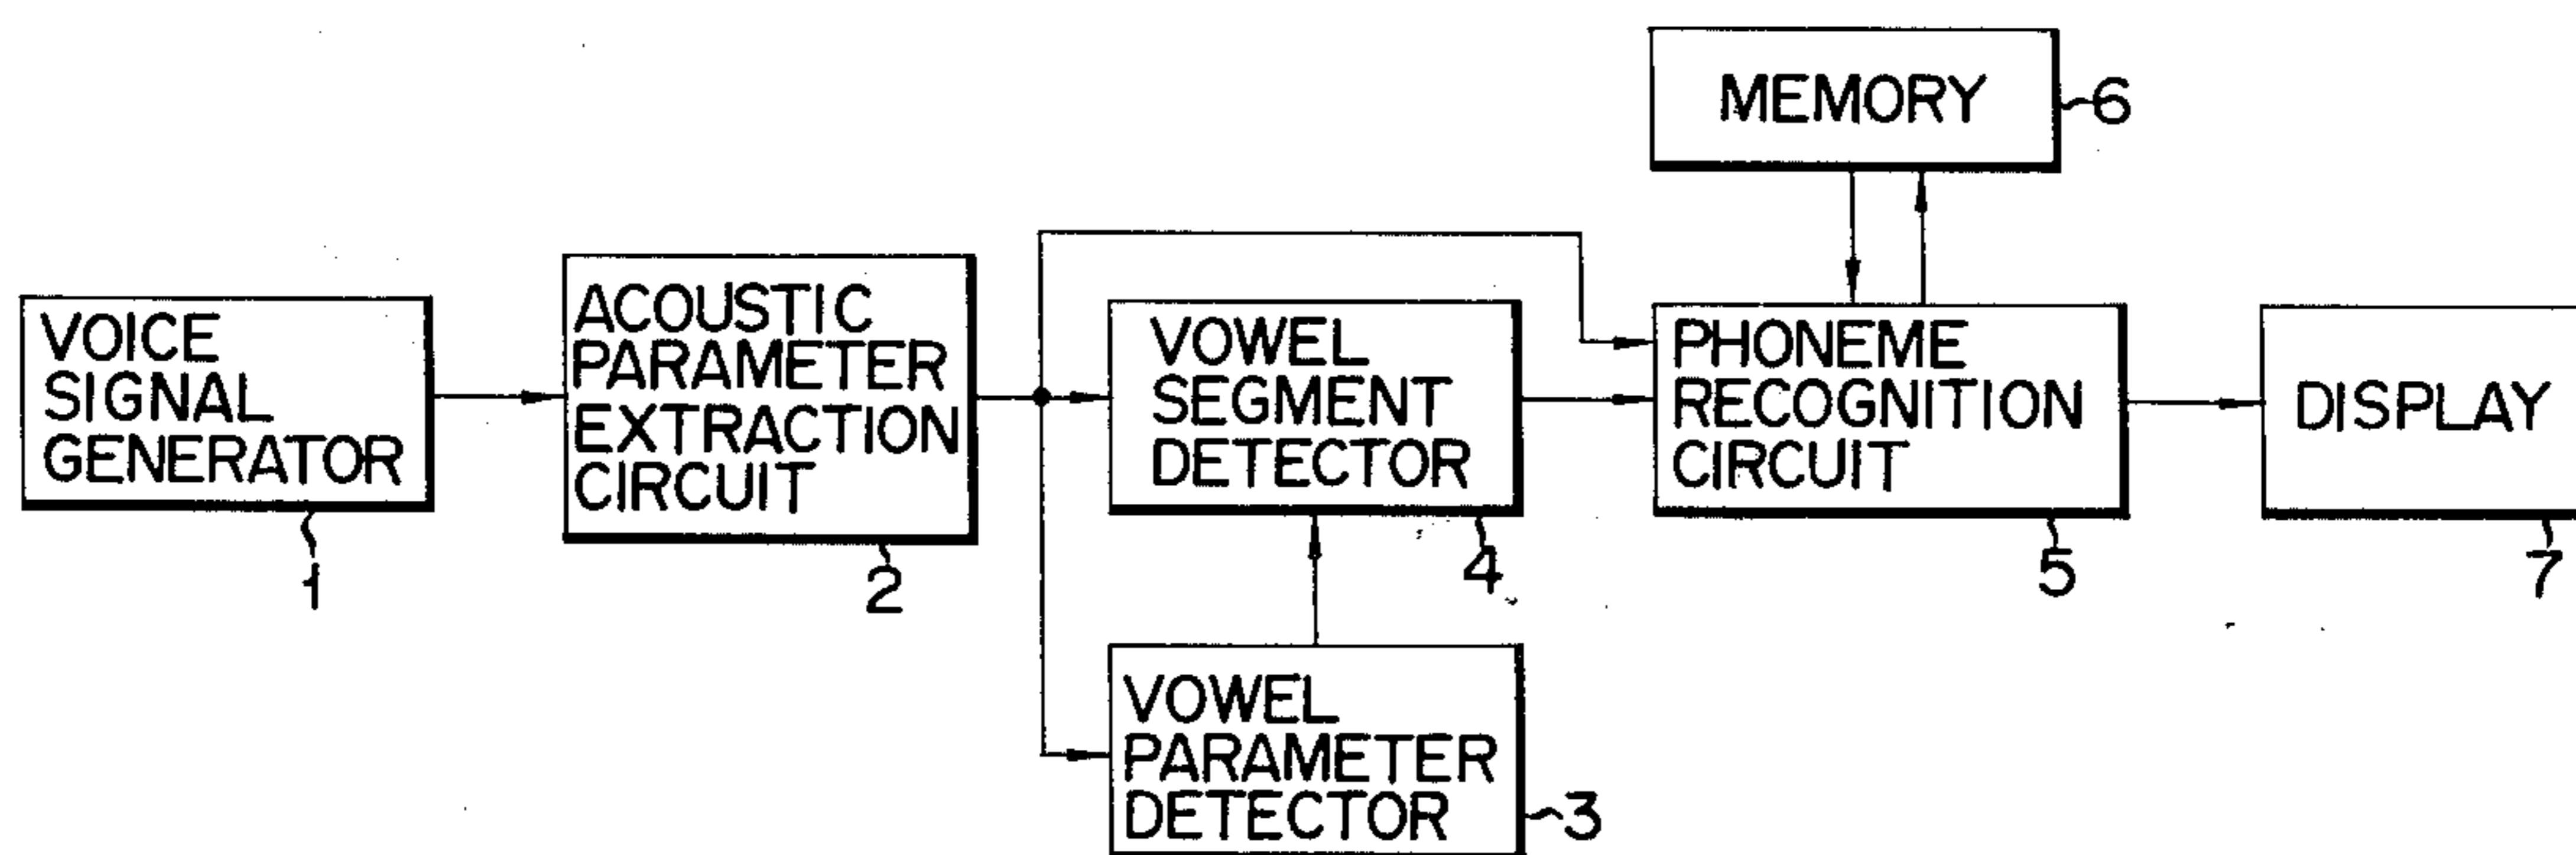 VOICE
SIGNAL
GENERATOR
1
ACOUSTIC
PARAMETER
EXTRACTION
CIRCUIT
2
VOWEL
SEGMENT
DETECTOR
4
VOWEL
PARAMETER
DETECTOR
3
MEMORY
6
PHONEME
RECOGNITION
CIRCUIT
5
DISPLAY
7